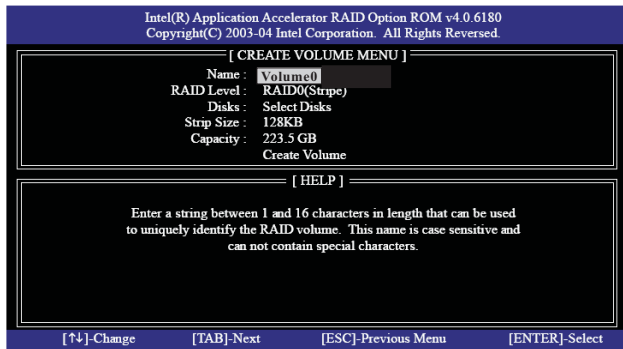 Intel(R) Application Accelerator RAID Option ROM v4.0.6180
Copyright(C) 2003-04 Intel Corporation. All Rights Reversed.
[ CREATE VOLUME MENU ]
Name : Volume0
RAID Level : RAID0(Stripe)
Disks : Select Disks
Strip Size : 128KB
Capacity : 223.5 GB
Create Volume
[ HELP ]
Enter a string between 1 and 16 characters in length that can be used
to uniquely identify the RAID volume. This name is case sensitive and
can not contain special characters.
[↑↓]-Change [TAB]-Next [ESC]-Previous Menu [ENTER]-Select